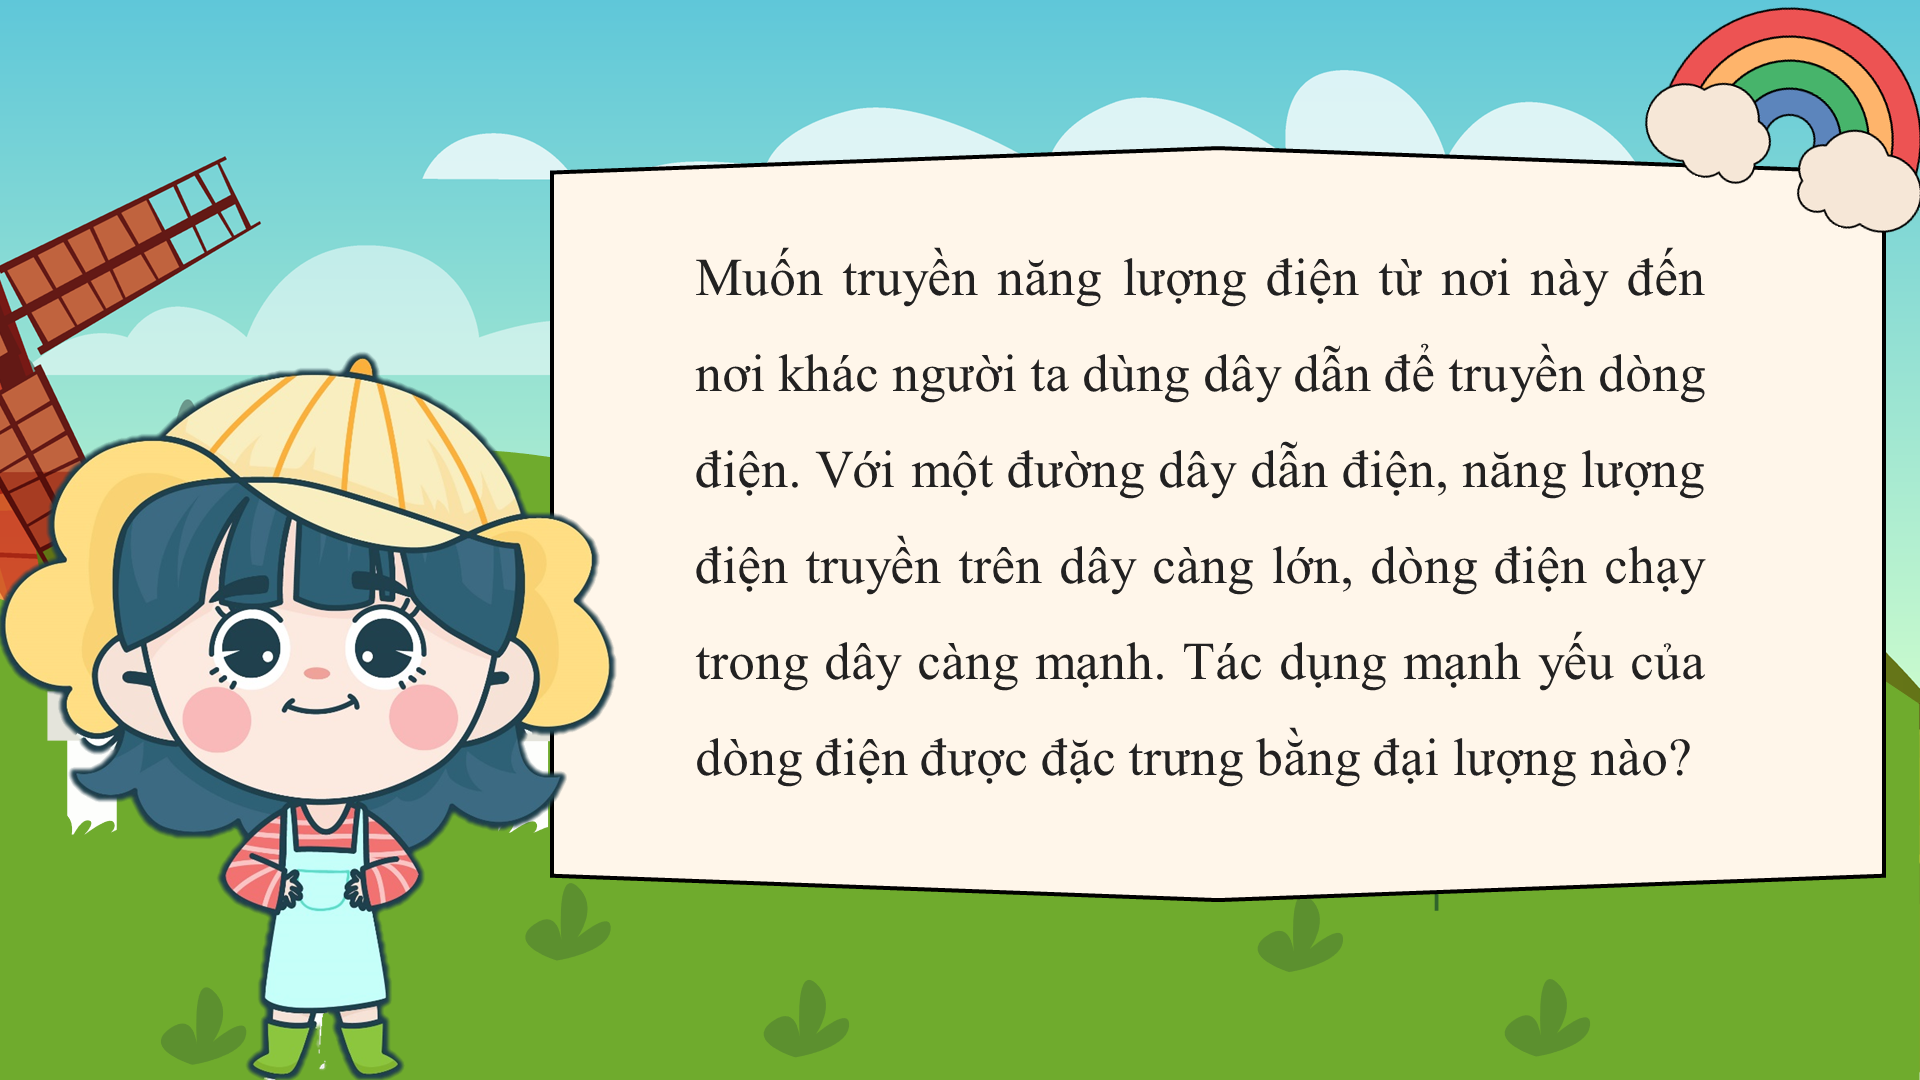 Muốn truyền năng lượng điện từ nơi này đến
nơi khác người ta dùng dây dẫn để truyền dòng
điện. Với một đường dây dẫn điện, năng lượng
điện truyền trên dây càng lớn, dòng điện chạy
trong dây càng mạnh. Tác dụng mạnh yếu của
dòng điện được đặc trưng bằng đại lượng nào?